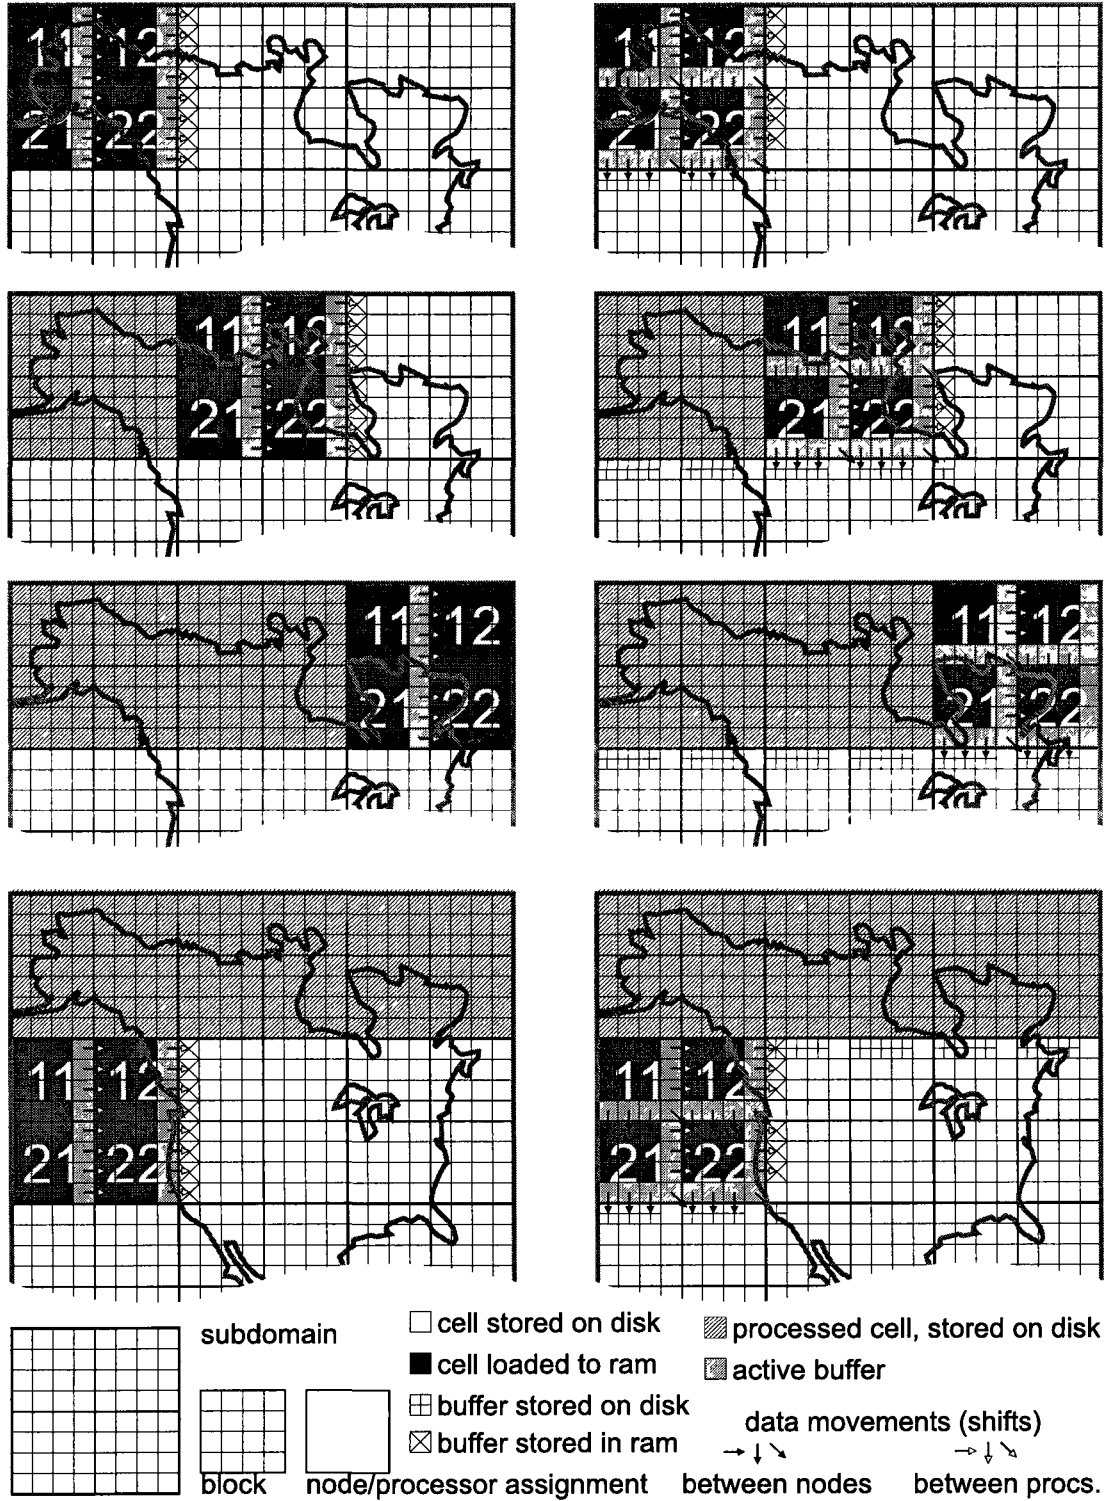 11 12 11 12
21 22 21 22
11 12 11 12
21 22 21 22
11 12 11 12
21 22 21 22
11 12 11 12
21 22 21 22
subdomain
cell stored on disk
processed cell, stored on disk
cell loaded to ram
active buffer
buffer stored on disk
buffer stored in ram
data movements (shifts)
block
node/processor assignment
between nodes
between procs.